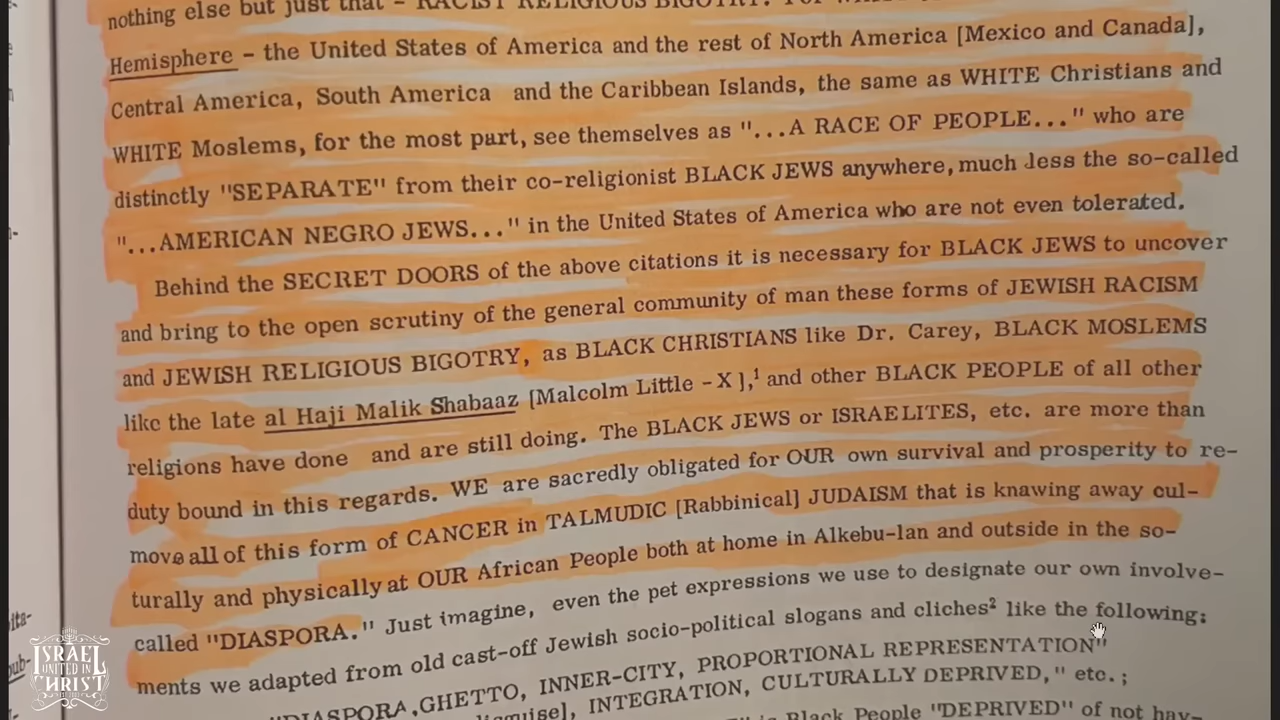 nothing else but just that - RACIST RELIGIOUS BIGOTRY.
Hemisphere - the United States of America and the rest of North America [Mexico and Canada],
Central America, South America and the Caribbean Islands, the same as WHITE Christians and
WHITE Moslems, for the most part, see themselves as "...A RACE OF PEOPLE..." who are
distinctly "SEPARATE" from their co-religionist BLACK JEWS anywhere, much less the so-called
"...AMERICAN NEGRO JEWS..." in the United States of America who are not even tolerated.
Behind the SECRET DOORS of the above citations it is necessary for BLACK JEWS to uncover
and bring to the open scrutiny of the general community of man these forms of JEWISH RACISM
and JEWISH RELIGIOUS BIGOTRY, as BLACK CHRISTIANS like Dr. Carey, BLACK MOSLEMS
like the late al Haji Malik Shabaaz [Malcolm Little - X ],¹ and other BLACK PEOPLE of all other
religions have done and are still doing. The BLACK JEWS or ISRAELITES, etc. are more than
duty bound in this regards. WE are sacredly obligated for OUR own survival and prosperity to re-
move all of this form of CANCER in TALMUDIC [Rabbinical] JUDAISM that is knawing away cul-
turally and physically at OUR African People both at home in Alkebu-lan and outside in the so-
called "DIASPORA." Just imagine, even the pet expressions we use to designate our own involve-
ments we adapted from old cast-off Jewish socio-political slogans and cliches² like the following:
"DIASPORA, GHETTO, INNER-CITY, PROPORTIONAL REPRESENTATION"
INTEGRATION, CULTURALLY DEPRIVED," etc.;
Black People "DEPRIVED" of not hav-
ISRAEL
UNITED IN
CHRIST